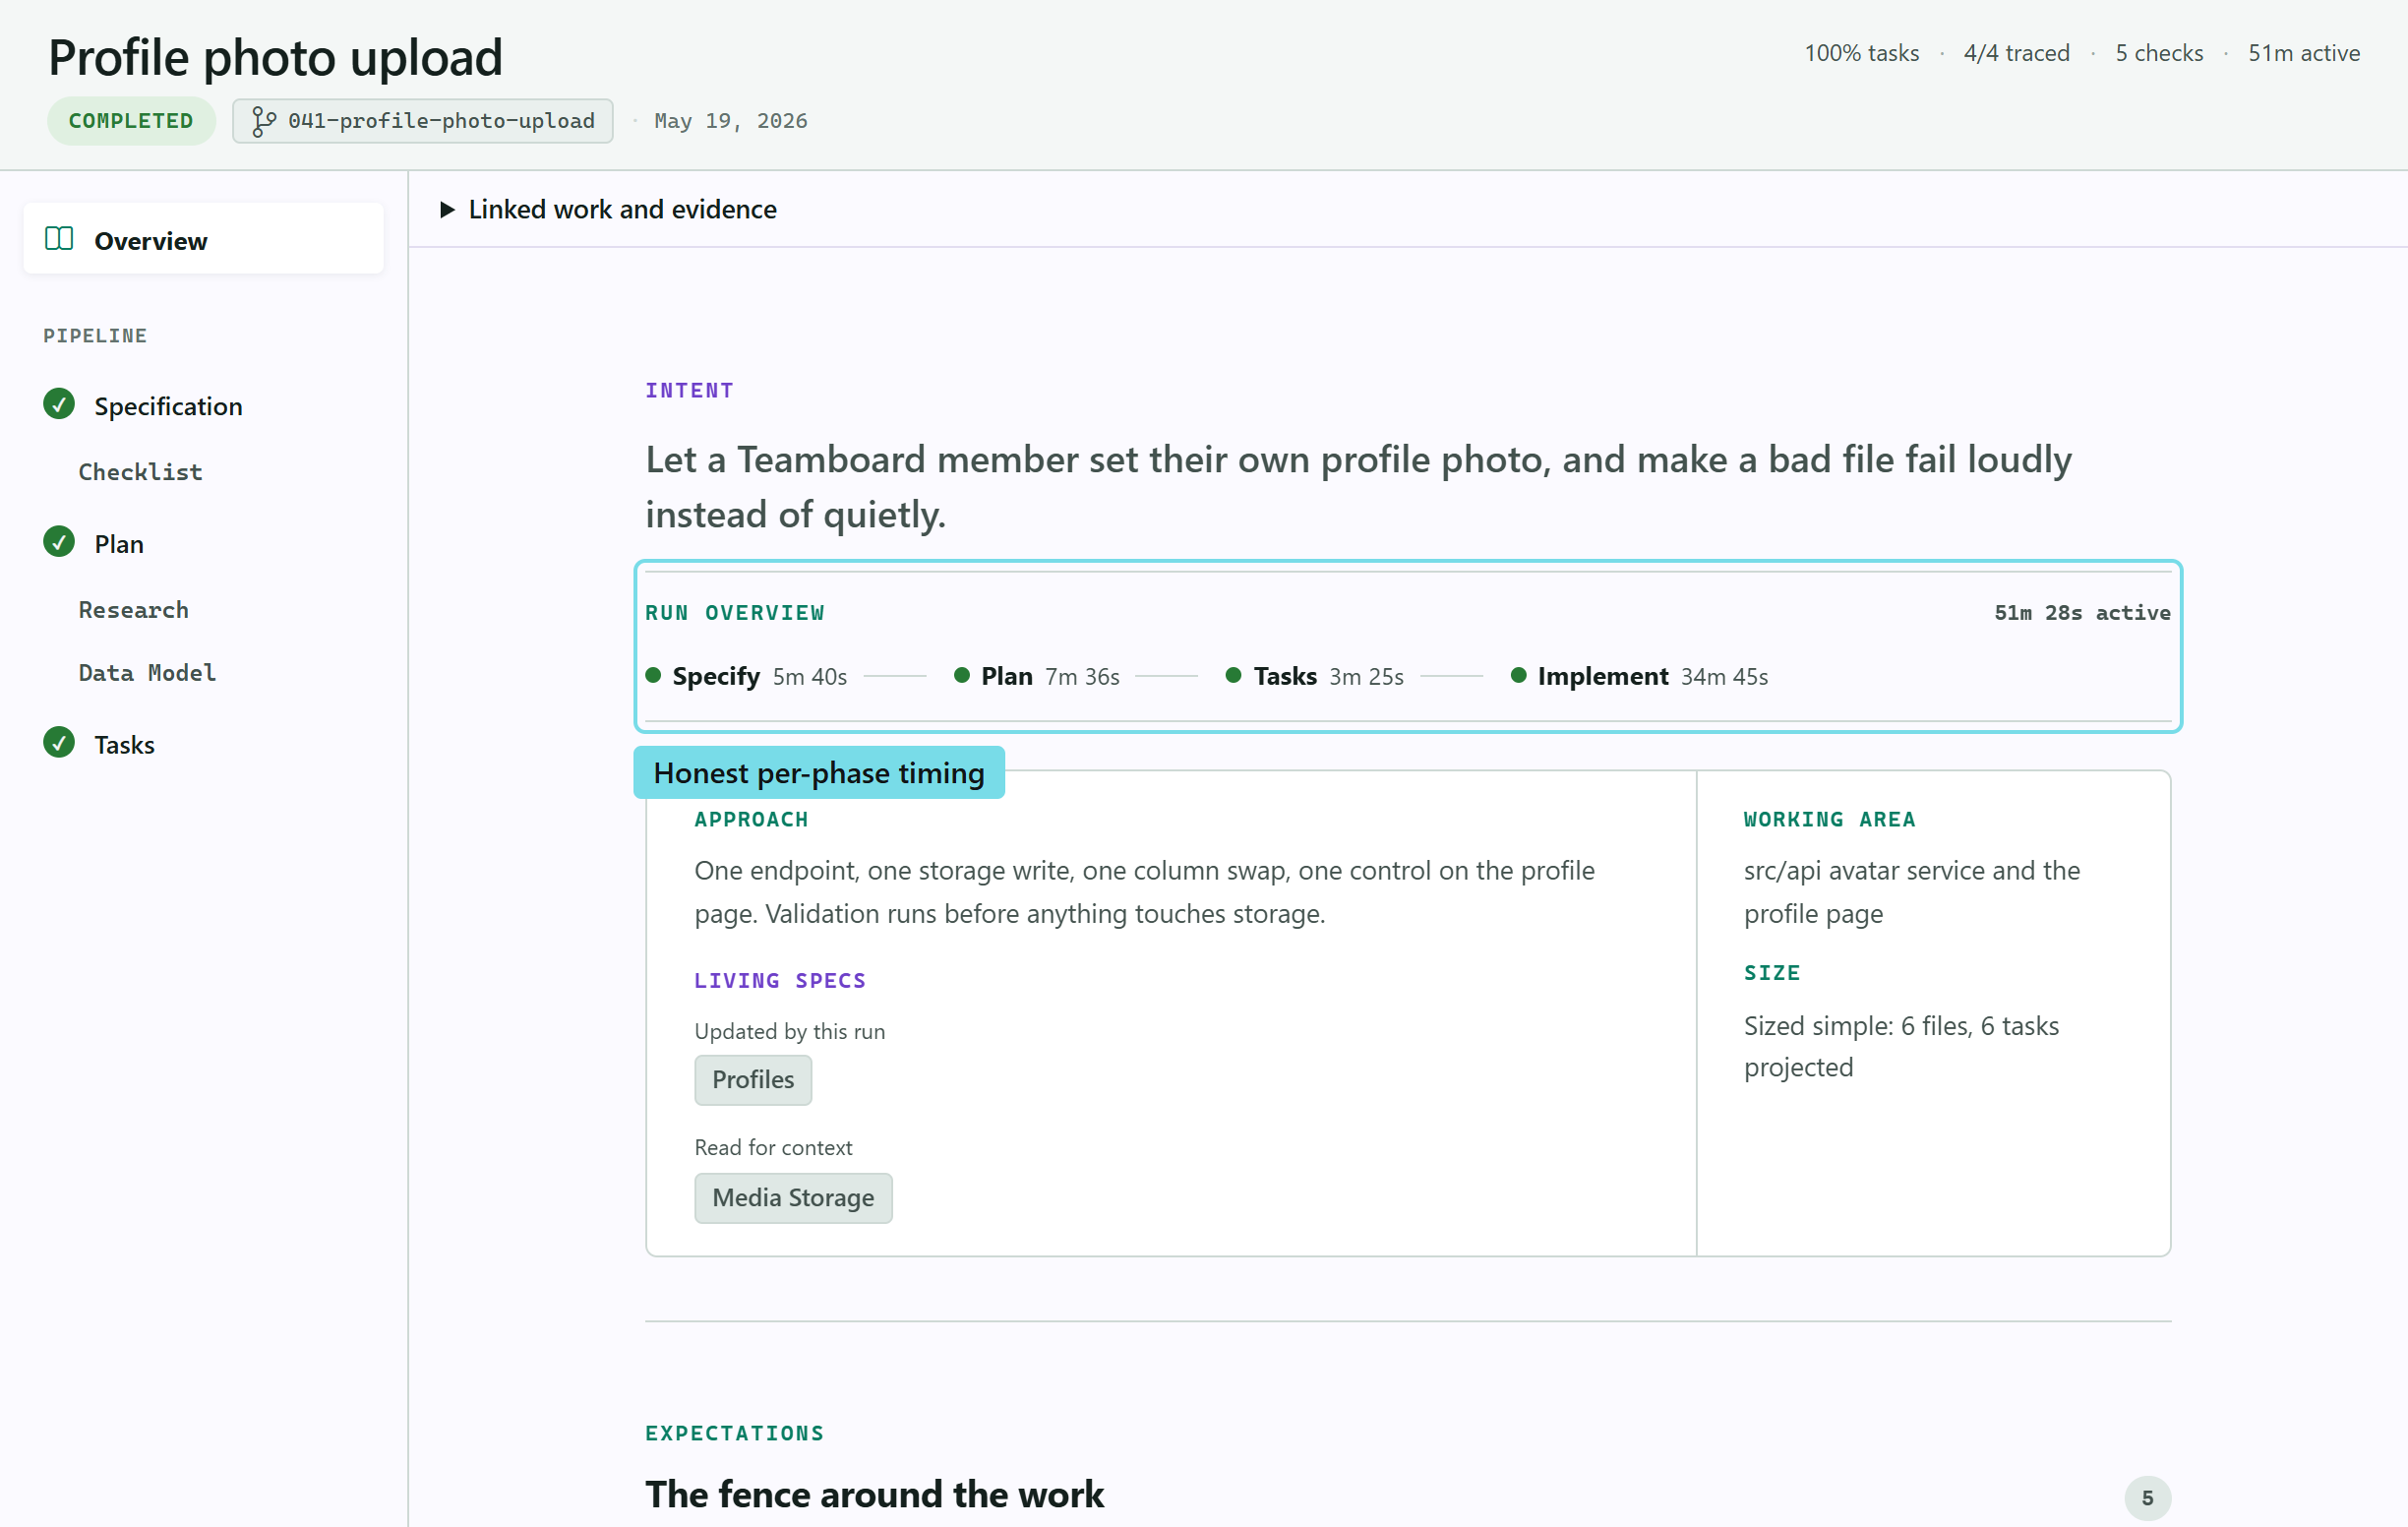 Profile photo upload
100% tasks · 4/4 traced · 5 checks · 51m active
COMPLETED
041-profile-photo-upload · May 19, 2026
Overview
PIPELINE
Specification
Checklist
Plan
Research
Data Model
Tasks
Linked work and evidence
INTENT
Let a Teamboard member set their own profile photo, and make a bad file fail loudly
instead of quietly.
RUN OVERVIEW
51m 28s active
Specify 5m 40s
Plan 7m 36s
Tasks 3m 25s
Implement 34m 45s
Honest per-phase timing
APPROACH
One endpoint, one storage write, one column swap, one control on the profile
page. Validation runs before anything touches storage.
LIVING SPECS
Updated by this run
Profiles
Read for context
Media Storage
WORKING AREA
src/api avatar service and the
profile page
SIZE
Sized simple: 6 files, 6 tasks
projected
EXPECTATIONS
The fence around the work
5